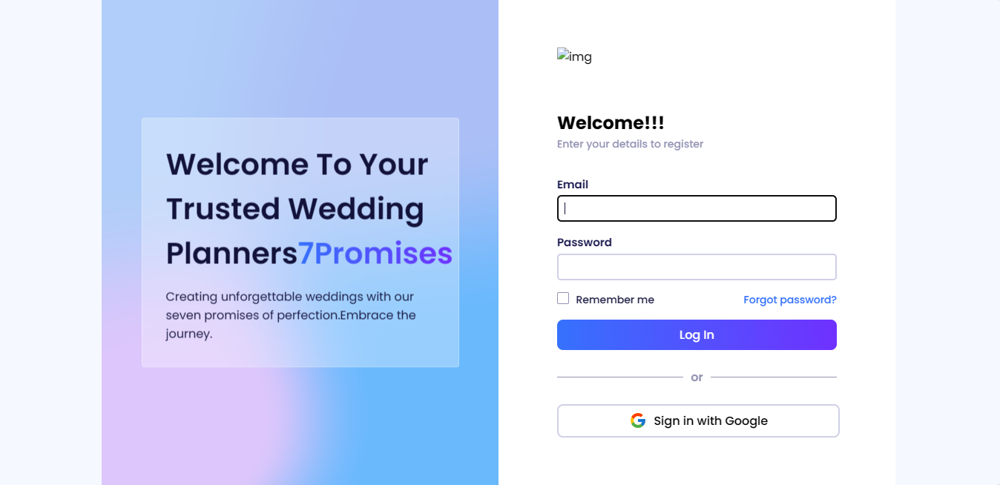 Welcome To Your
Trusted Wedding
Planners7Promises
Creating unforgettable weddings with our
seven promises of perfection.Embrace the
journey.
img
Welcome!!!
Enter your details to register
Email
Password
Remember me
Forgot password?
Log In
or
Sign in with Google